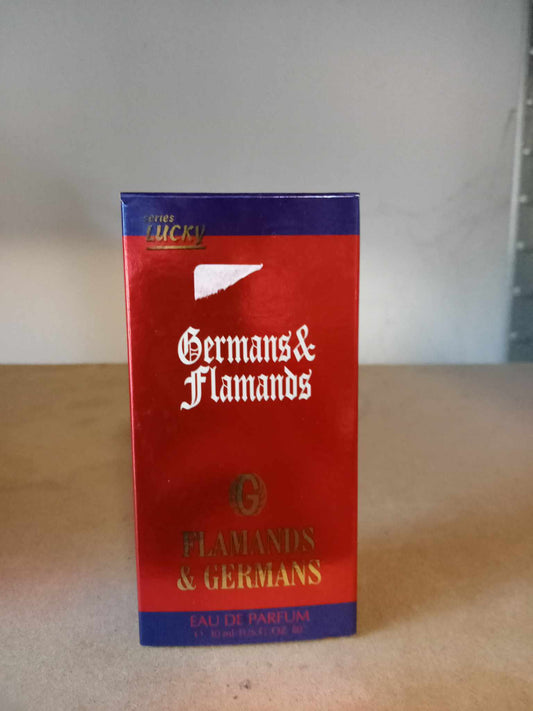 series
LUCKY
Germans &
Flamands
G
FLAMANDS
& GERMANS
EAU DE PARFUM